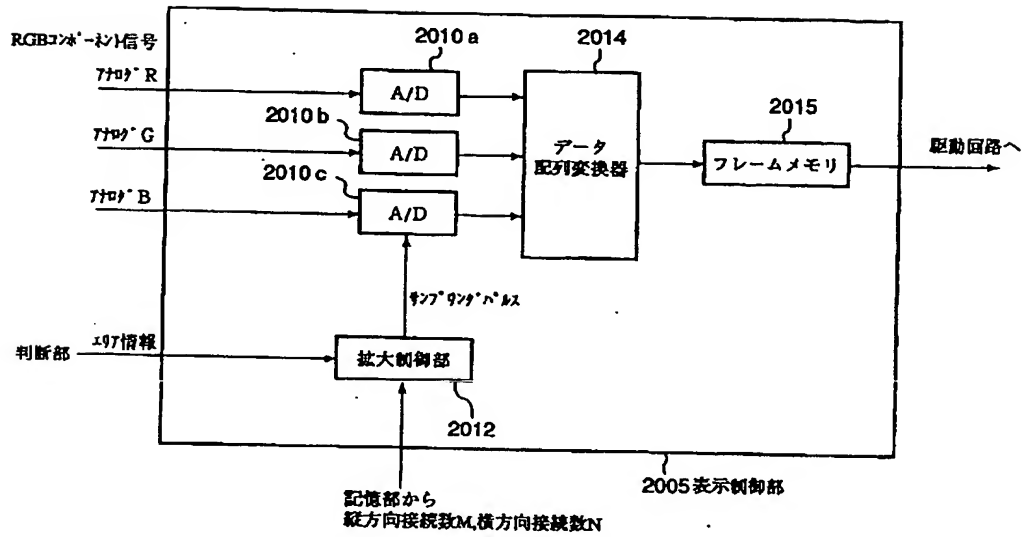 RGBｺﾝﾎﾟｰﾈﾝﾄ信号
2010a
2014
ｱﾅﾛｸﾞR
A/D
2010b
2015
ｱﾅﾛｸﾞG
A/D
データ
配列変換器
フレームメモリ
駆動回路へ
2010c
ｱﾅﾛｸﾞB
A/D
ｻﾝﾌﾟﾘﾝｸﾞﾊﾟﾙｽ
判断部
ｴﾘｱ情報
拡大制御部
2012
2005表示制御部
記憶部から
縦方向接続数M,横方向接続数N